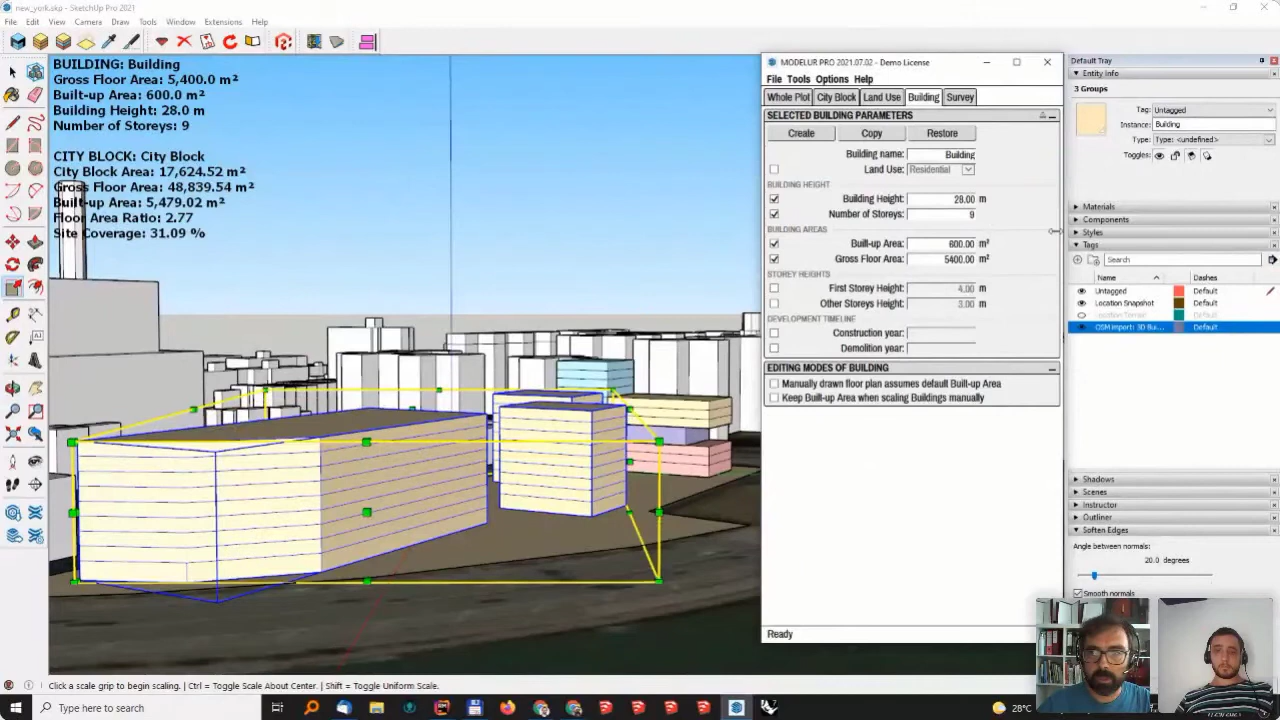 new_york.skp - SketchUp Pro 2021
File Edit View Camera Draw Tools Window Extensions Help
BUILDING: Building
Gross Floor Area: 5,400.0 m²
Built-up Area: 600.0 m²
Building Height: 28.0 m
Number of Storeys: 9
CITY BLOCK: City Block
City Block Area: 17,624.52 m²
Gross Floor Area: 48,839.54 m²
Built-up Area: 5,479.02 m²
Floor Area Ratio: 2.77
Site Coverage: 31.09 %
MODELUR PRO 2021.07.02 - Demo License
File Tools Options Help
Whole Plot City Block Land Use Building Survey
SELECTED BUILDING PARAMETERS
Create Copy Restore
Building name: Building
Land Use: Residential
BUILDING HEIGHT
Building Height: 28.00 m
Number of Storeys: 9
BUILDING AREAS
Built-up Area: 600.00 m²
Gross Floor Area: 5400.00 m²
STOREY HEIGHTS
First Storey Height: 4.00 m
Other Storeys Height: 3.00 m
DEVELOPMENT TIMELINE
Construction year:
Demolition year:
EDITING MODES OF BUILDING
Manually drawn floor plan assumes default Built-up Area
Keep Built-up Area when scaling Buildings manually
Ready
Default Tray
Entity Info
3 Groups
Tag: Untagged
Instance: Building
Type: Type: <undefined>
Toggles:
Materials
Components
Styles
Tags
Search
Name Dashes
Untagged Default
Location Snapshot Default
Location Terrain Default
OSM Import: 3D Bui... Default
Shadows
Scenes
Instructor
Outliner
Soften Edges
Angle between normals:
20.0 degrees
Smooth normals
Click a scale grip to begin scaling. | Ctrl = Toggle Scale About Center. | Shift = Toggle Uniform Scale.
Type here to search
28°C